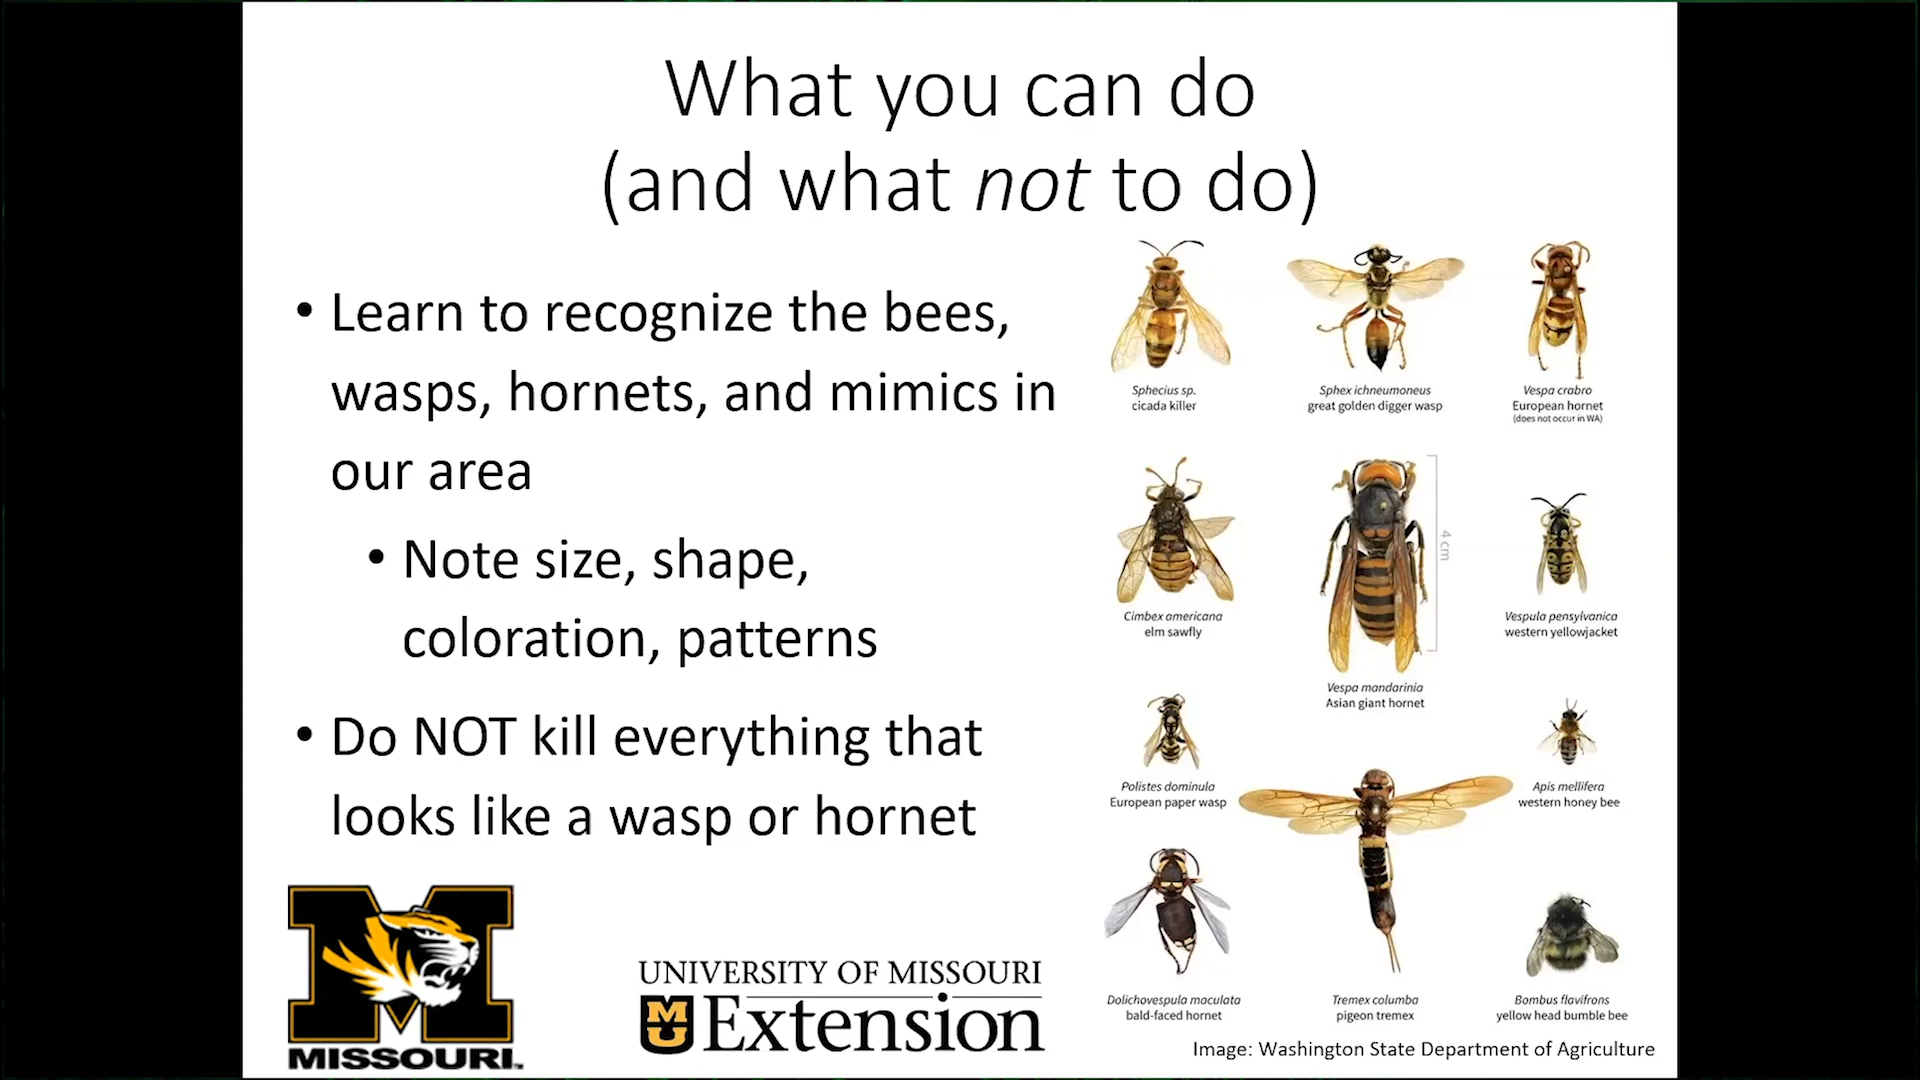 What you can do
(and what not to do)
• Learn to recognize the bees,
wasps, hornets, and mimics in
our area
• Note size, shape,
coloration, patterns
• Do NOT kill everything that
looks like a wasp or hornet
Sphecius sp.
cicada killer
Sphex ichneumoneus
great golden digger wasp
Vespa crabro
European hornet
(does not occur in WA)
Cimbex americana
elm sawfly
4 cm
Vespa mandarinia
Asian giant hornet
Vespula pensylvanica
western yellowjacket
Polistes dominula
European paper wasp
Apis mellifera
western honey bee
Dolichovespula maculata
bald-faced hornet
Tremex columba
pigeon tremex
Bombus flavifrons
yellow head bumble bee
Image: Washington State Department of Agriculture
M
MISSOURI™
UNIVERSITY OF MISSOURI
MU Extension